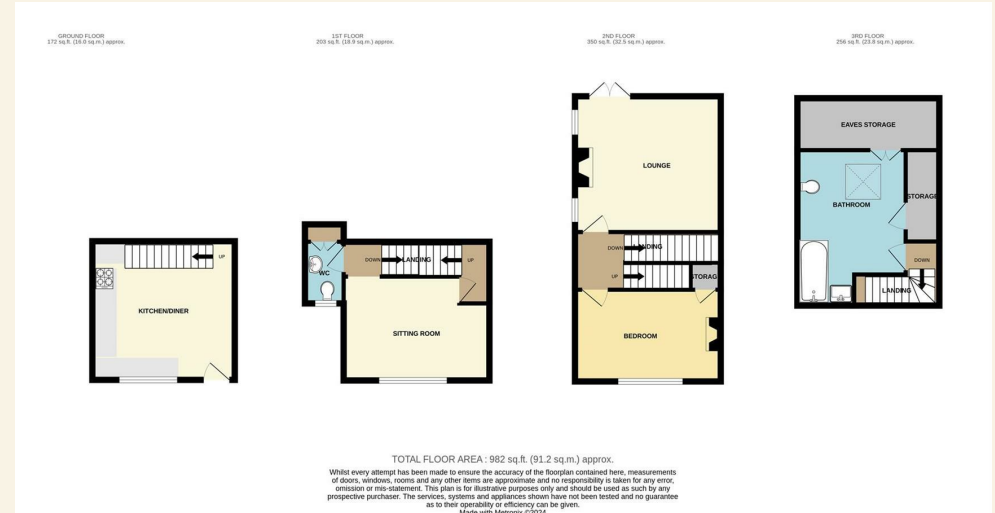 GROUND FLOOR
172 sq.ft. (16.0 sq.m.) approx.
1ST FLOOR
203 sq.ft. (18.9 sq.m.) approx.
2ND FLOOR
350 sq.ft. (32.5 sq.m.) approx.
3RD FLOOR
256 sq.ft. (23.8 sq.m.) approx.
UP
KITCHEN/DINER
WC
DOWN
LANDING
UP
SITTING ROOM
LOUNGE
DOWN
LANDING
UP
STORAG
BEDROOM
EAVES STORAGE
BATHROOM
STORAGE
DOWN
LANDING
TOTAL FLOOR AREA : 982 sq.ft. (91.2 sq.m.) approx.
Whilst every attempt has been made to ensure the accuracy of the floorplan contained here, measurements
of doors, windows, rooms and any other items are approximate and no responsibility is taken for any error,
omission or mis-statement. This plan is for illustrative purposes only and should be used as such by any
prospective purchaser. The services, systems and appliances shown have not been tested and no guarantee
as to their operability or efficiency can be given.
Made with Metropix ©2024